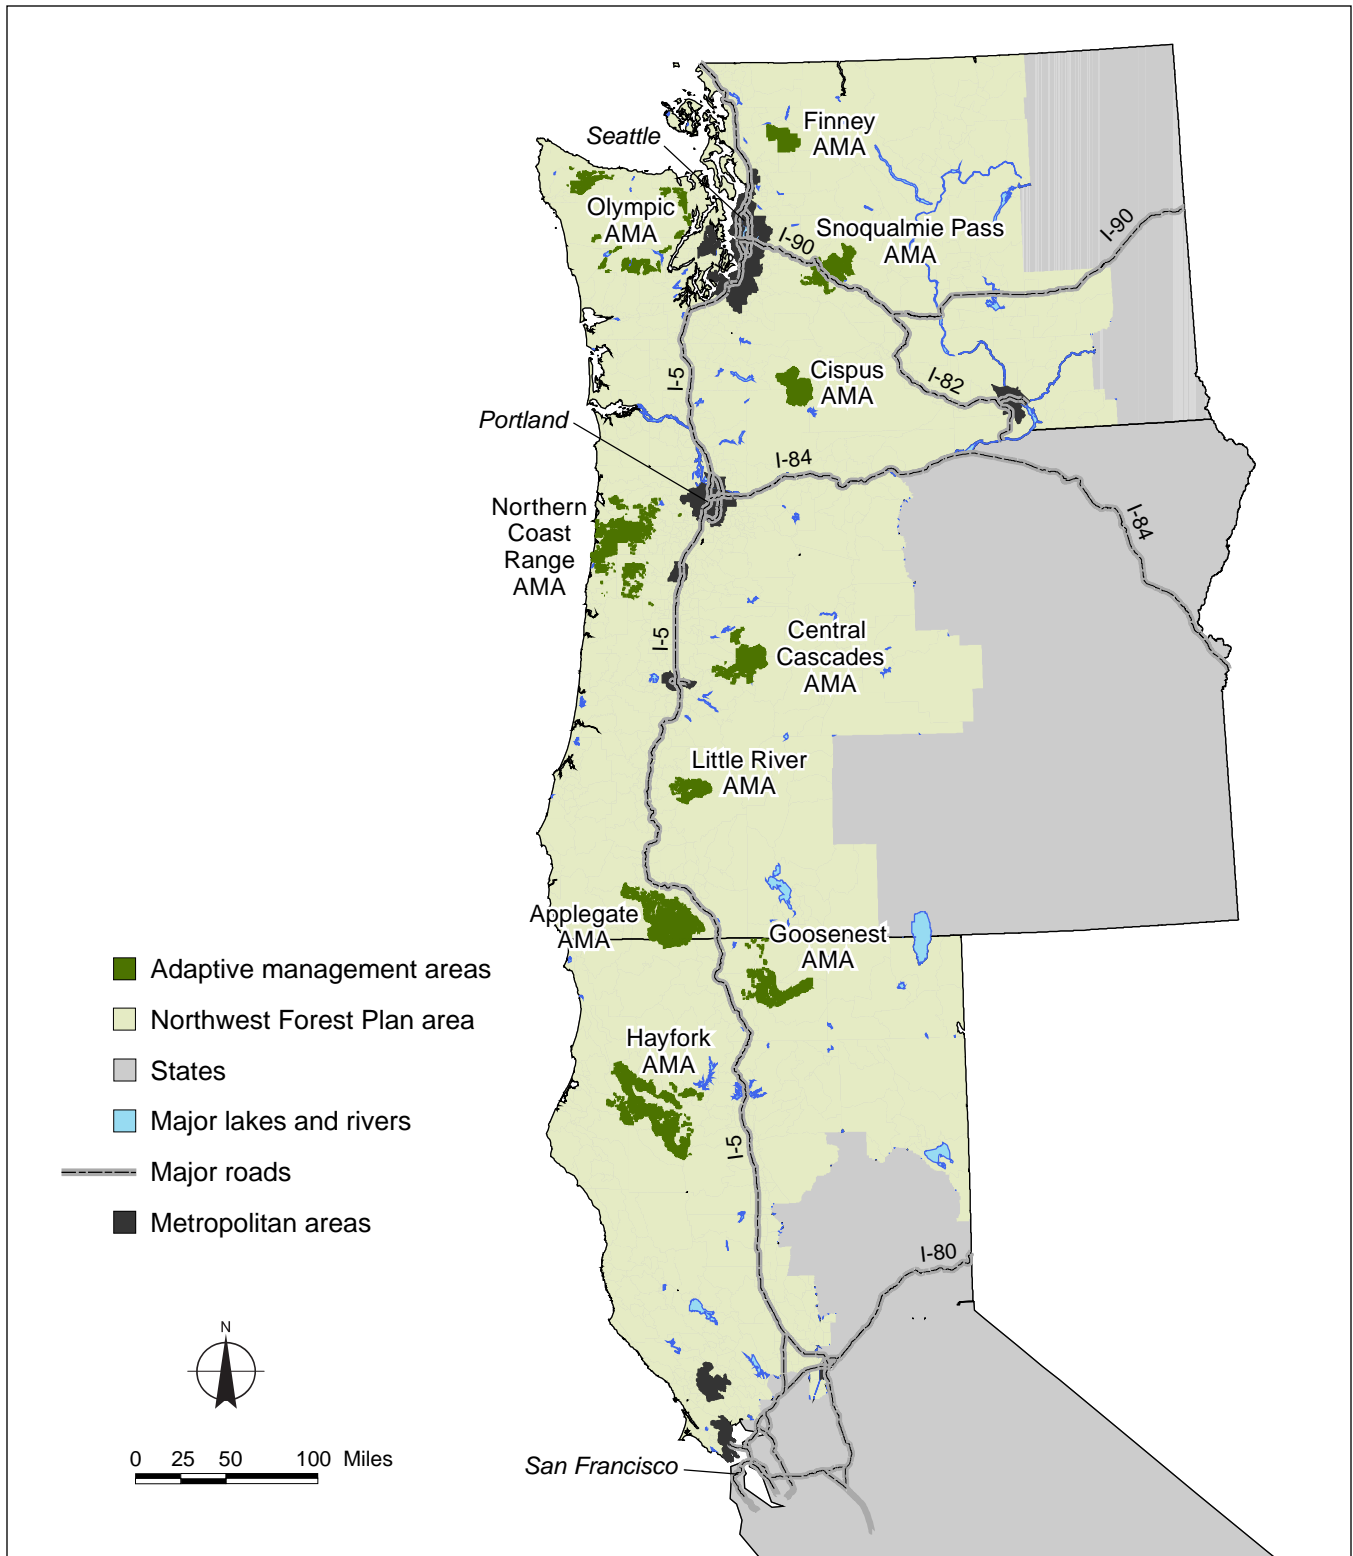 Finney
AMA
Seattle
Olympic
AMA
Snoqualmie Pass
AMA
I-90
I-90
Cispus
AMA
I-5
I-82
Portland
I-84
I-84
Northern
Coast
Range
AMA
I-5
Central
Cascades
AMA
Little River
AMA
Applegate
AMA
Goosenest
AMA
Hayfork
AMA
I-5
I-80
San Francisco
Adaptive management areas
Northwest Forest Plan area
States
Major lakes and rivers
Major roads
Metropolitan areas
N
0 25 50 100 Miles